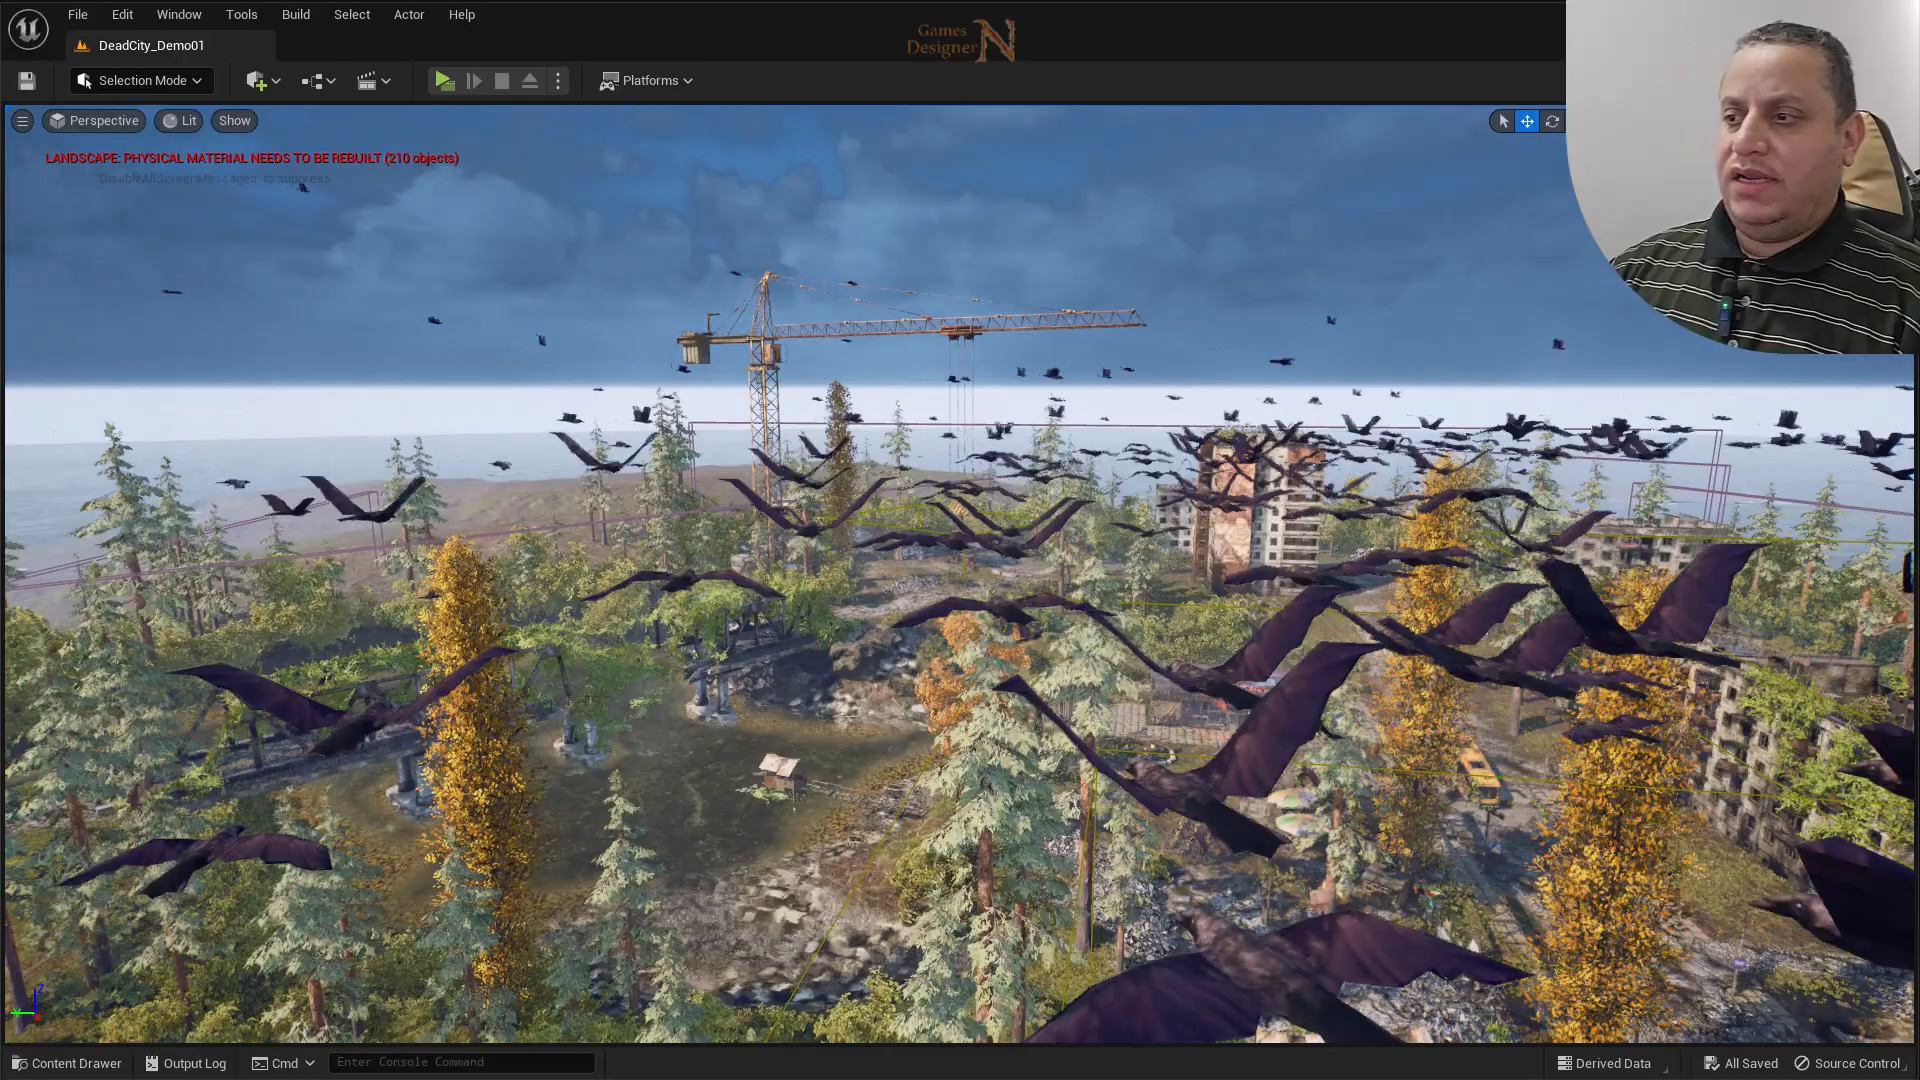 File Edit Window Tools Build Select Actor Help
DeadCity_Demo01
Games
Designer
N
Selection Mode
Platforms
Perspective Lit Show
LANDSCAPE: PHYSICAL MATERIAL NEEDS TO BE REBUILT (210 objects)
'DisableAllScreenMessages' to suppress
Z
Content Drawer Output Log Cmd Enter Console Command Derived Data All Saved Source Control